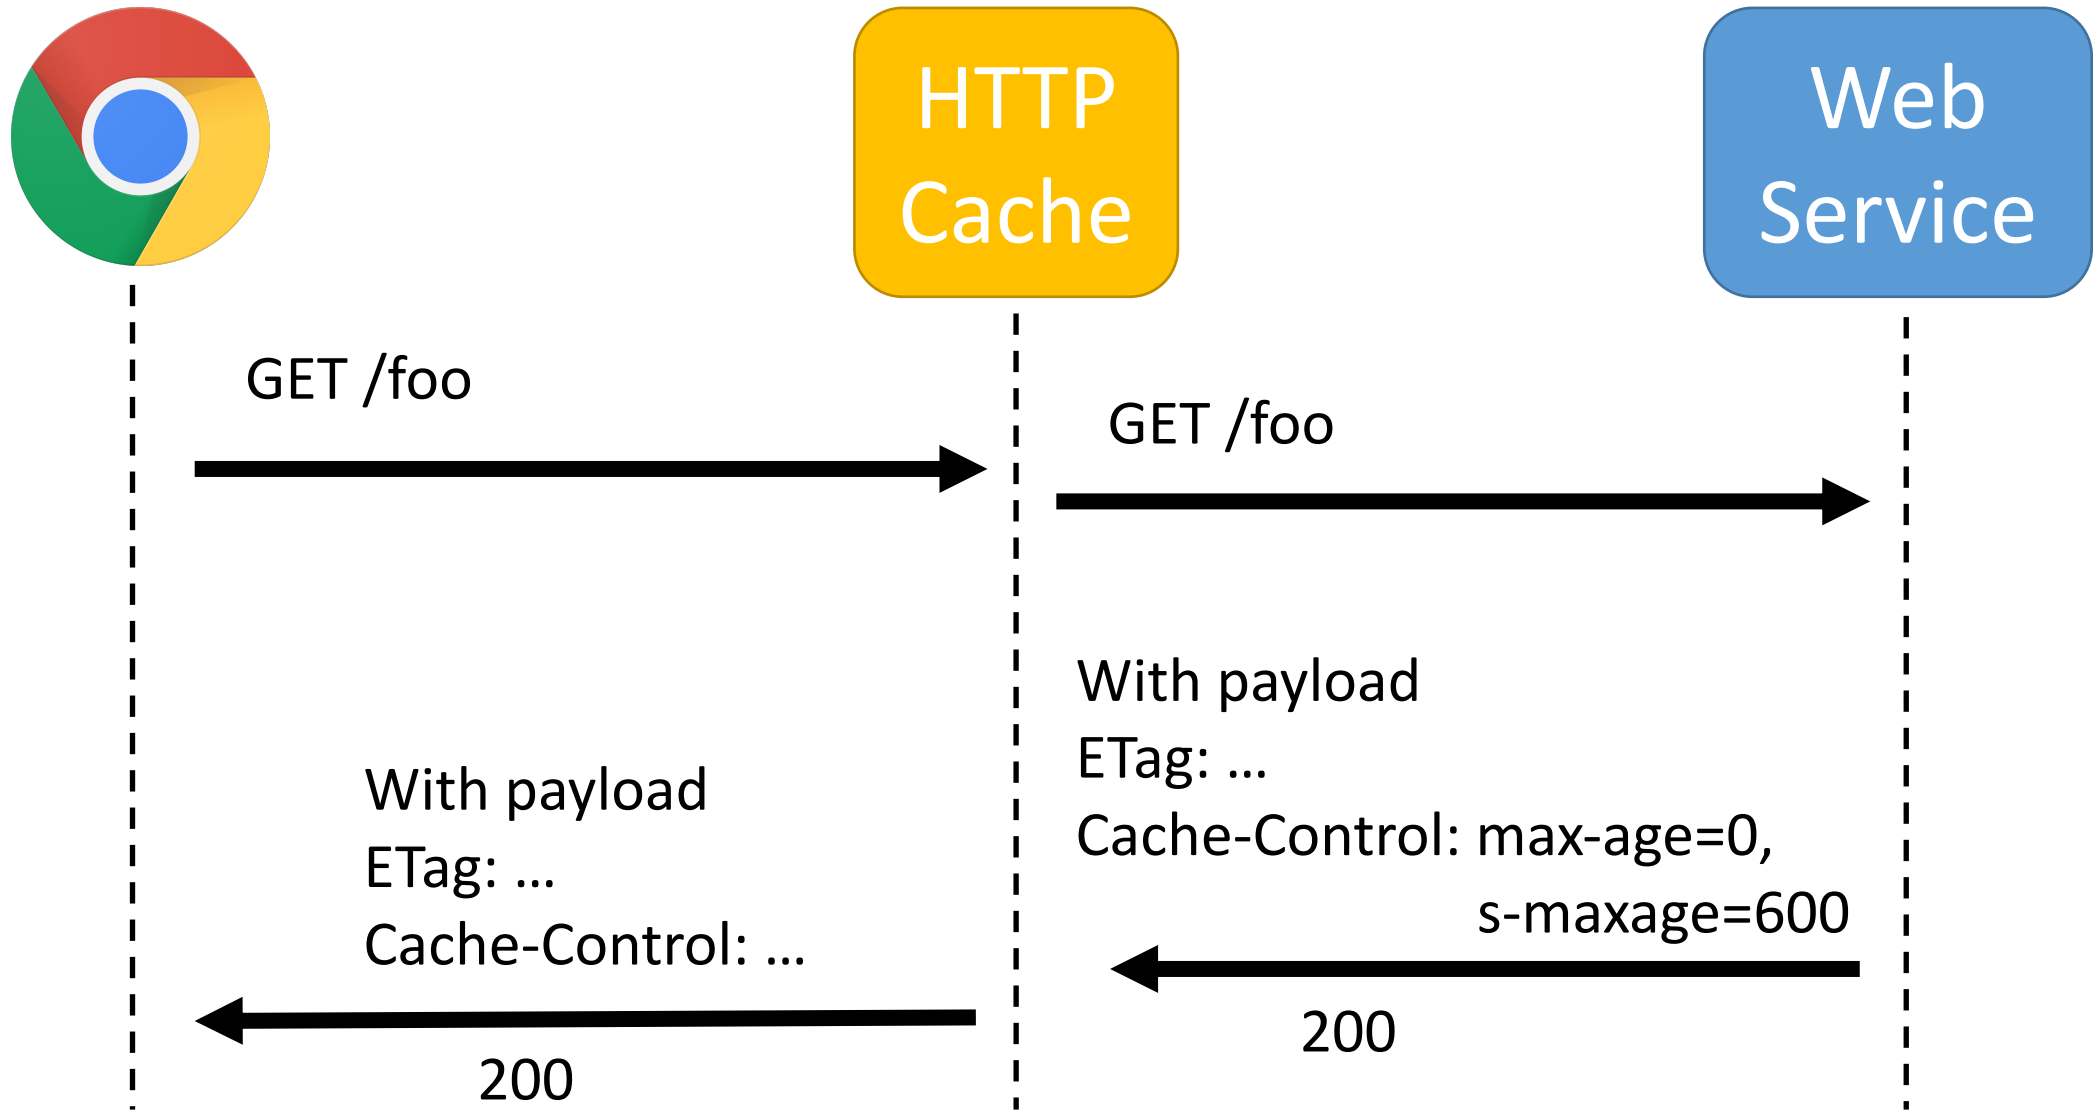 HTTP
Cache
Web
Service
GET /foo
GET /foo
With payload
ETag: ...
Cache-Control: max-age=0,
s-maxage=600
200
With payload
ETag: ...
Cache-Control: ...
200